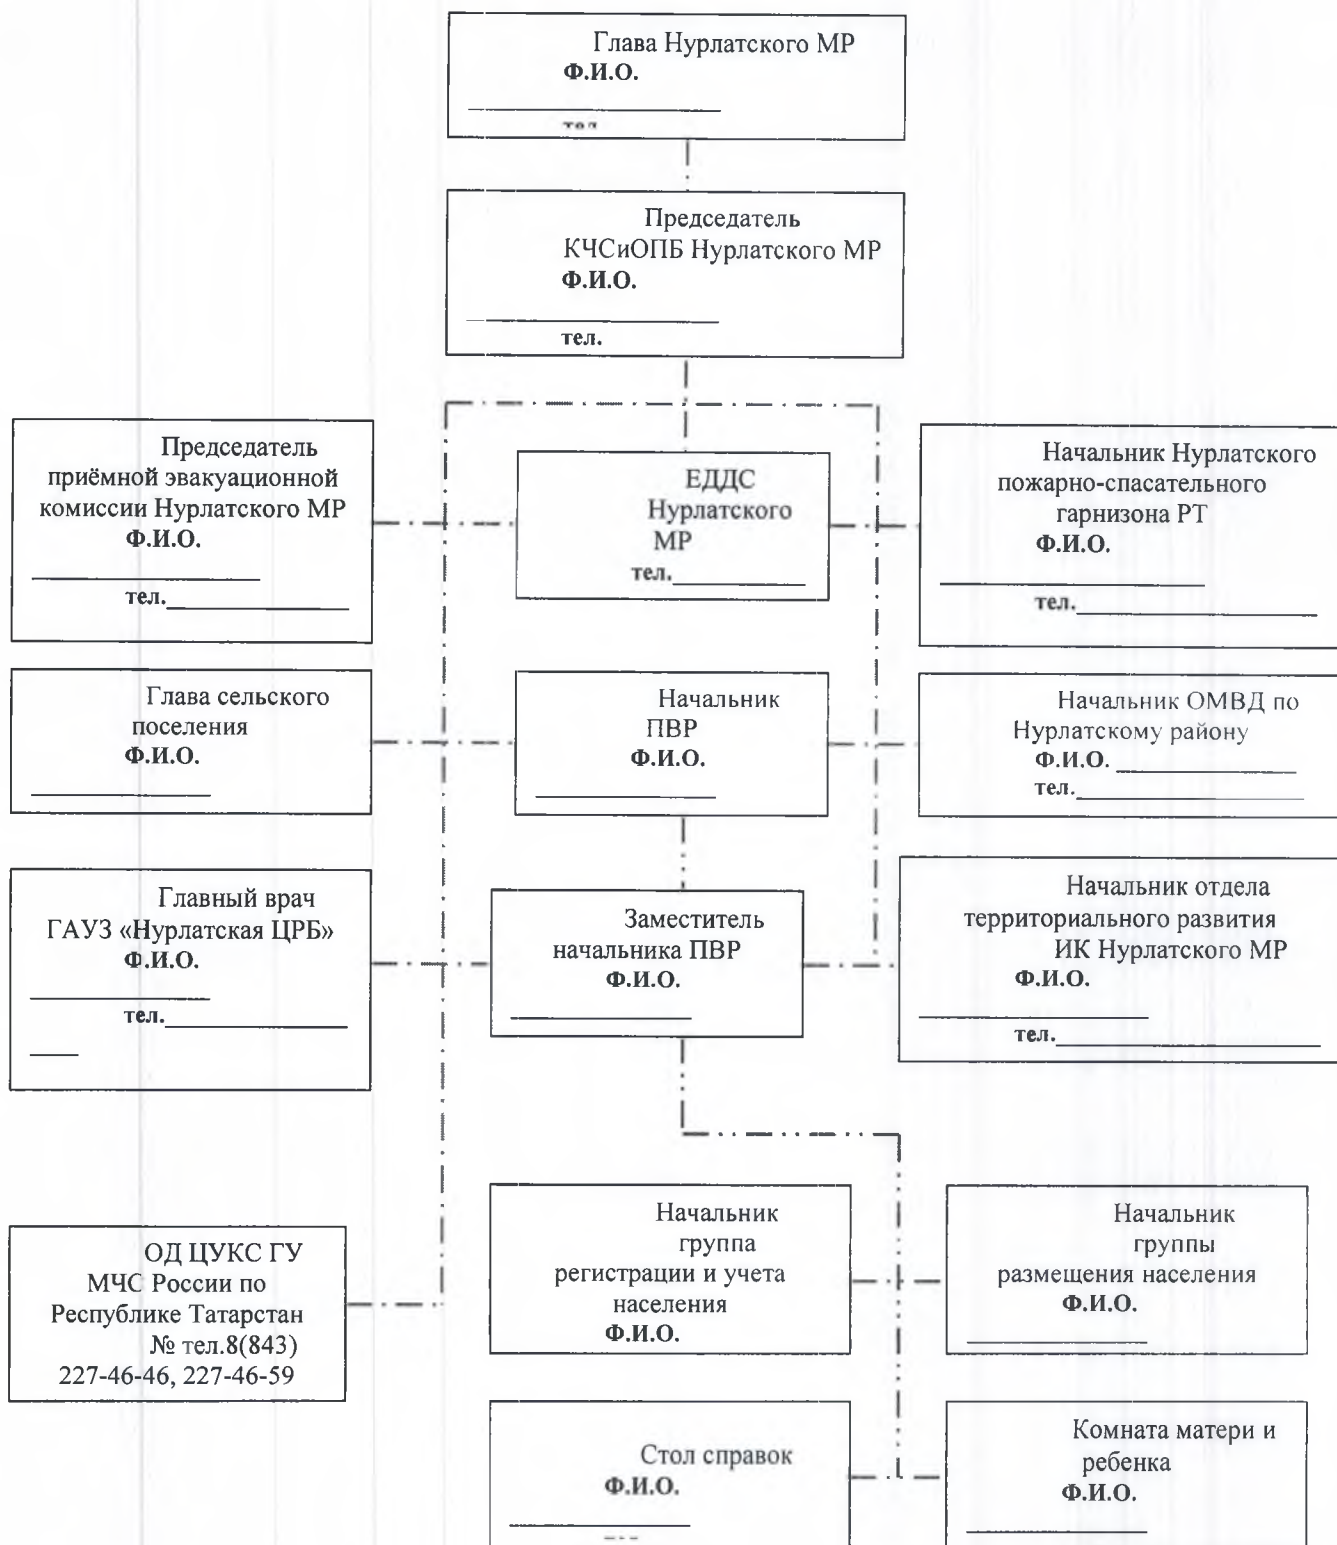 Глава Нурлатского МР
Ф.И.О.
тел
Председатель
КЧСиОПБ Нурлатского МР
Ф.И.О.
тел.
Председатель
приёмной эвакуационной
комиссии Нурлатского МР
Ф.И.О.
тел.
ЕДДС
Нурлатского
МР
тел.
Начальник Нурлатского
пожарно-спасательного
гарнизона РТ
Ф.И.О.
тел.
Глава сельского
поселения
Ф.И.О.
Начальник
ПВР
Ф.И.О.
Начальник ОМВД по
Нурлатскому району
Ф.И.О.
тел.
Главный врач
ГАУЗ «Нурлатская ЦРБ»
Ф.И.О.
тел.
Заместитель
начальника ПВР
Ф.И.О.
Начальник отдела
территориального развития
ИК Нурлатского МР
Ф.И.О.
тел.
ОД ЦУКС ГУ
МЧС России по
Республике Татарстан
№ тел.8(843)
227-46-46, 227-46-59
Начальник
группа
регистрации и учета
населения
Ф.И.О.
Начальник
группы
размещения населения
Ф.И.О.
Стол справок
Ф.И.О.
Комната матери и
ребенка
Ф.И.О.